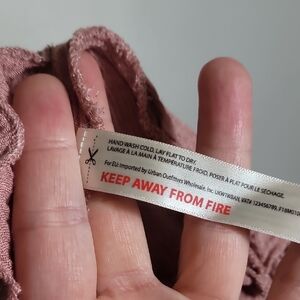 HAND WASH COLD, LAY FLAT TO DRY.
LAVAGE À LA MAIN À TEMPÉRATURE FROID, POSER À PLAT POUR LE SÉCHAGE.
For EU: Imported by Urban Outfitters Wholesale, Inc.
KEEP AWAY FROM FIRE